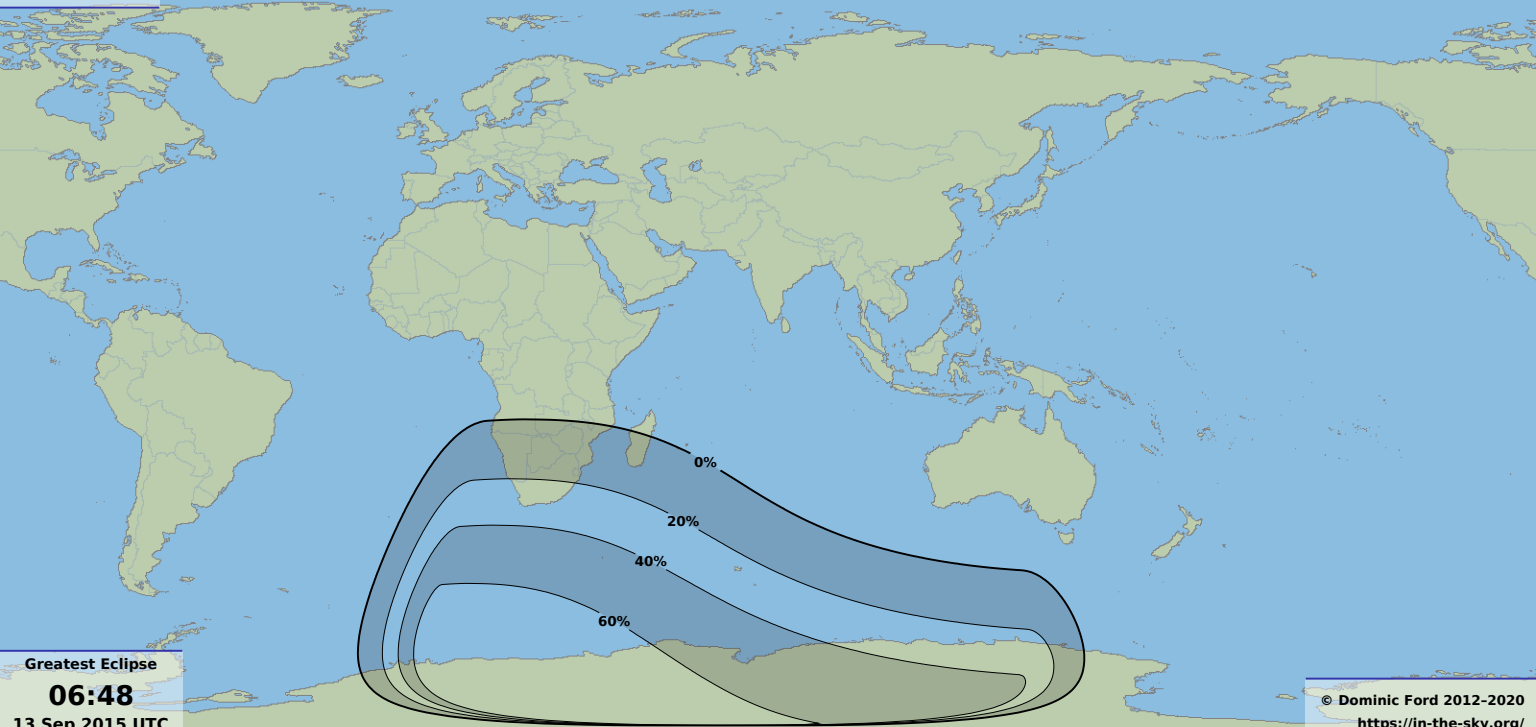 0%
20%
40%
60%
Greatest Eclipse
06:48
13 Sep 2015 UTC
© Dominic Ford 2012–2020
https://in-the-sky.org/